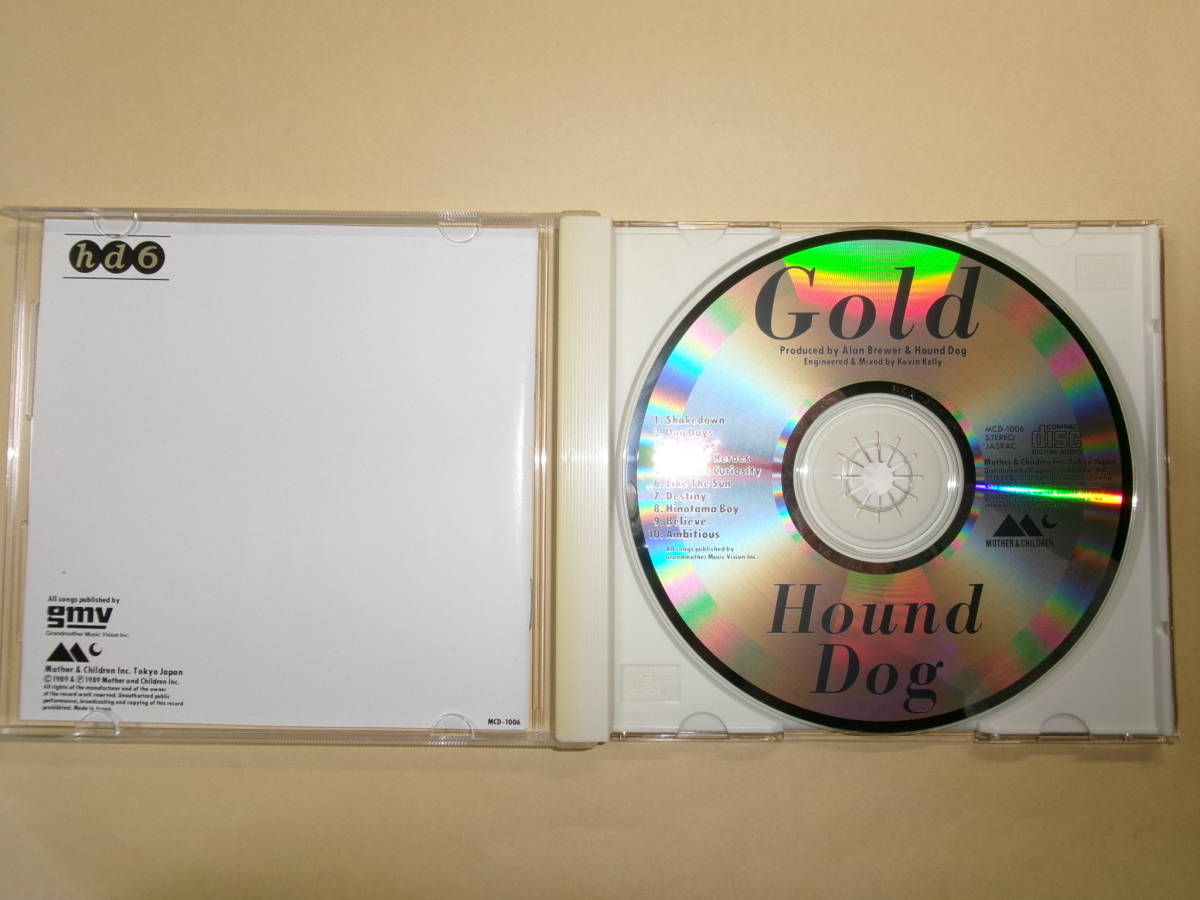 hd6
All songs published by
gmv
Grandmother Music Vision Inc.
Mother & Children Inc. Tokyo Japan
©1989 & ℗1989 Mother and Children Inc.
All rights of the manufacturer and of the owner
of the record work reserved. Unauthorized public
performance, broadcasting and copying of this record
prohibited. Made in Japan.
MCD-1006
Gold
Produced by Alan Brewer & Hound Dog
Engineered & Mixed by Kevin Kelly
1. Shakedown
2. Dog Days
Heroes
Curiosity
6. Like The Sun
7. Destiny
8. Hinotama Boy
9. Believe
10. Ambitious
All songs published by
Grandmother Music Vision Inc.
MCD-1006
STEREO
JASRAC
COMPACT
disc
DIGITAL AUDIO
Mother & Children Inc. Tokyo Japan
MOTHER & CHILDREN
Hound
Dog